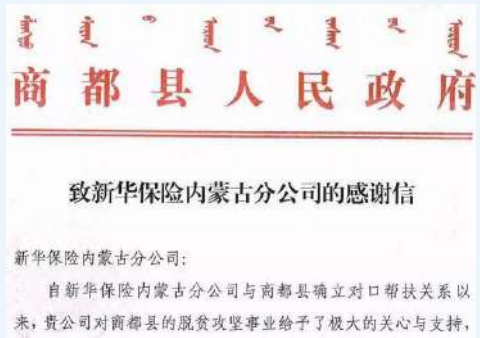 商都县人民政府
致新华保险内蒙古分公司的感谢信
新华保险内蒙古分公司：
自新华保险内蒙古分公司与商都县确立对口帮扶关系以
来，贵公司对商都县的脱贫攻坚事业给予了极大的关心与支持，